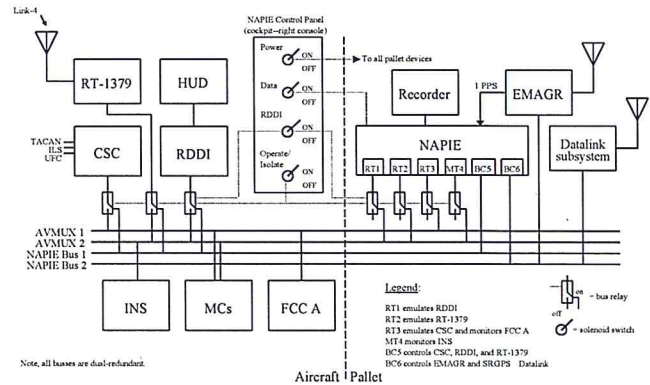 Link-4
NAPIE Control Panel
(cockpit--right console)
Power
ON
OFF
To all pallet devices
RT-1379
HUD
Data
ON
OFF
Recorder
1 PPS
EMAGR
RDDI
ON
OFF
NAPIE
Datalink
subsystem
TACAN
ILS
UFC
CSC
RDDI
Operate/
Isolate
ON
OFF
RT1
RT2
RT3
MT4
BC5
BC6
AVMUX 1
AVMUX 2
NAPIE Bus 1
NAPIE Bus 2
INS
MCs
FCC A
Legend:
RT1 emulates RDDI
RT2 emulates RT-1379
RT3 emulates CSC and monitors FCC A
MT4 monitors INS
BC5 controls CSC, RDDI, and RT-1379
BC6 controls EMAGR and SRGPS Datalink
on
off
= bus relay
= solenoid switch
Note, all busses are dual-redundant.
Aircraft
Pallet